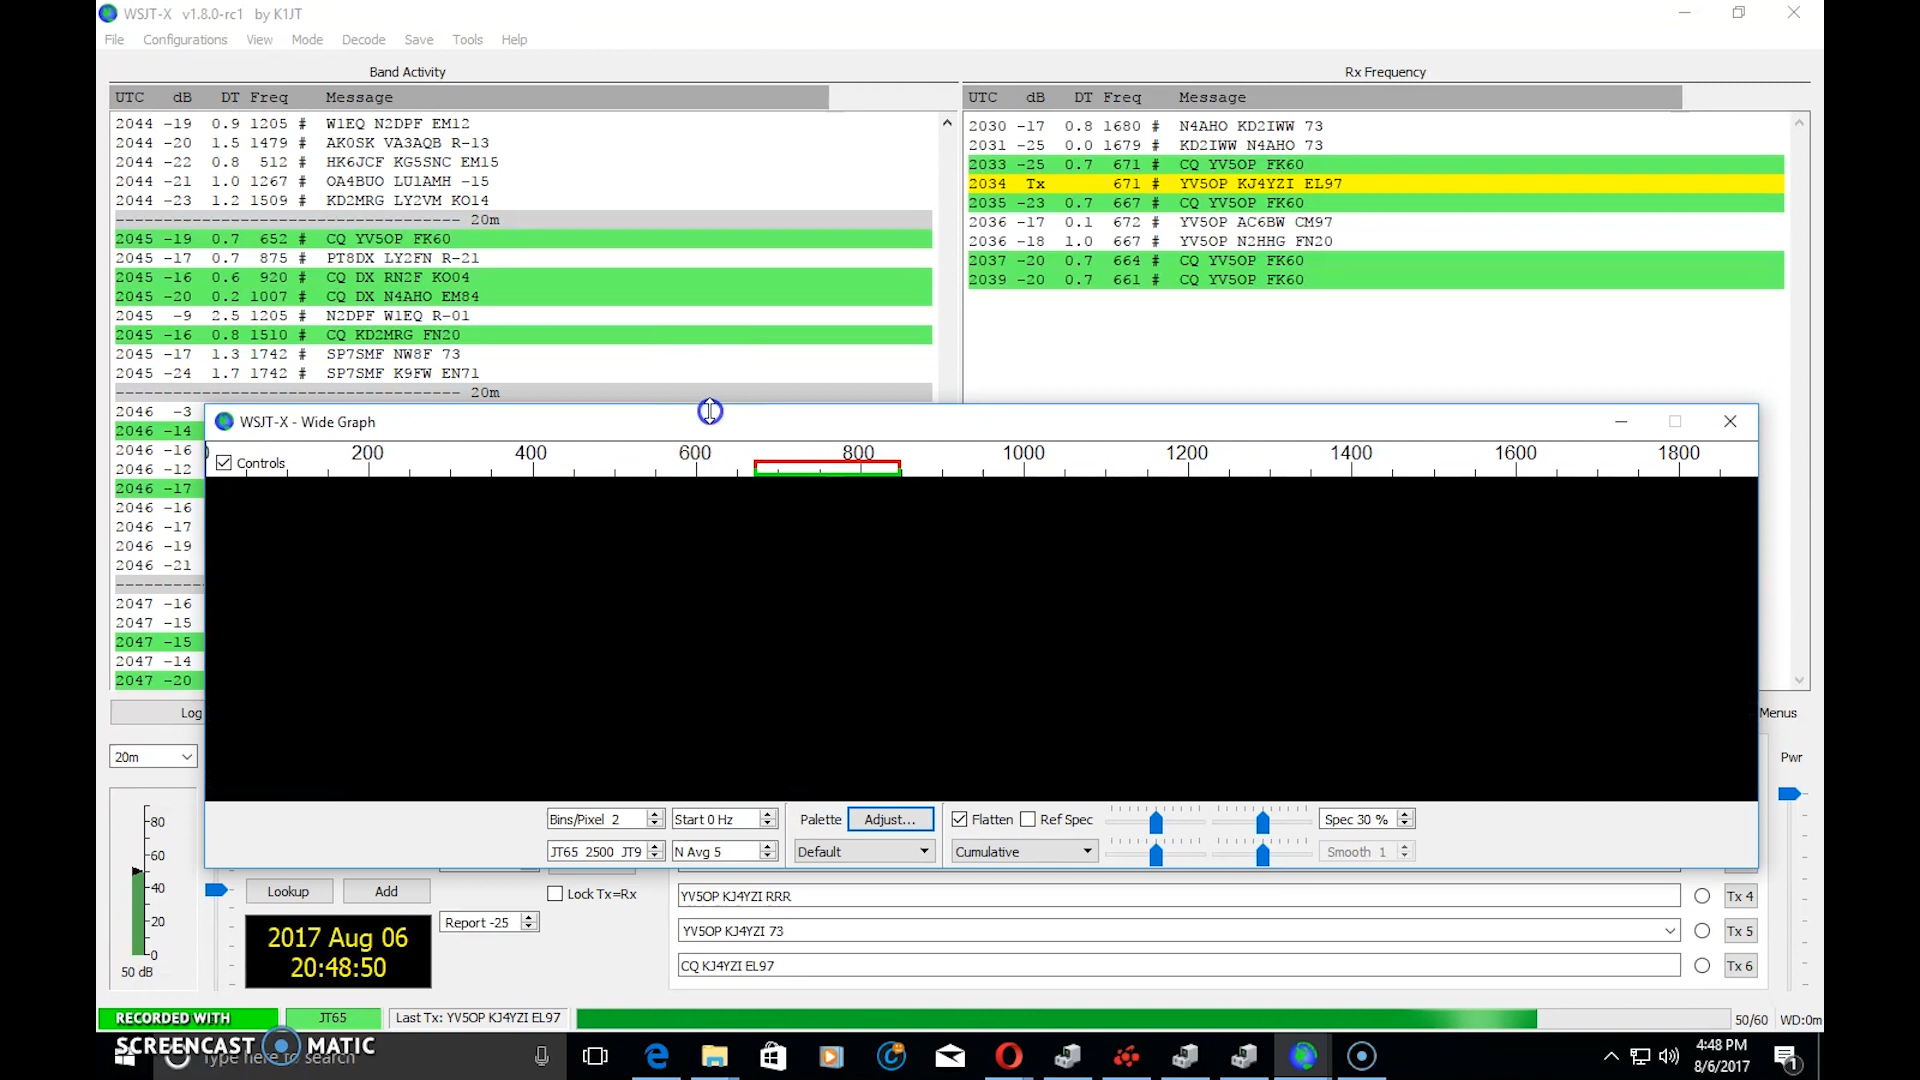 WSJT-X   v1.8.0-rc1   by K1JT
File Configurations View Mode Decode Save Tools Help
Band Activity
UTC dB DT Freq Message
2044 -19 0.9 1205 # W1EQ N2DPF EM12
2044 -20 1.5 1479 # AK0SK VA3AQB R-13
2044 -22 0.8 512 # HK6JCF KG5SNC EM15
2044 -21 1.0 1267 # OA4BUO LU1AMH -15
2044 -23 1.2 1509 # KD2MRG LY2VM KO14
------------------------------------ 20m
2045 -19 0.7 652 # CQ YV5OP FK60
2045 -17 0.7 875 # PT8DX LY2FN R-21
2045 -16 0.6 920 # CQ DX RN2F KO04
2045 -20 0.2 1007 # CQ DX N4AHO EM84
2045 -9 2.5 1205 # N2DPF W1EQ R-01
2045 -16 0.8 1510 # CQ KD2MRG FN20
2045 -17 1.3 1742 # SP7SMF NW8F 73
2045 -24 1.7 1742 # SP7SMF K9FW EN71
------------------------------------ 20m
2046 -3
2046 -14
2046 -16
2046 -12
2046 -17
2046 -16
2046 -17
2046 -19
2046 -21
2047 -16
2047 -15
2047 -15
2047 -14
2047 -20
Rx Frequency
UTC dB DT Freq Message
2030 -17 0.8 1680 # N4AHO KD2IWW 73
2031 -25 0.0 1679 # KD2IWW N4AHO 73
2033 -25 0.7 671 # CQ YV5OP FK60
2034 Tx 671 # YV5OP KJ4YZI EL97
2035 -23 0.7 667 # CQ YV5OP FK60
2036 -17 0.1 672 # YV5OP AC6BW CM97
2036 -18 1.0 667 # YV5OP N2HHG FN20
2037 -20 0.7 664 # CQ YV5OP FK60
2039 -20 0.7 661 # CQ YV5OP FK60
WSJT-X - Wide Graph
Controls
200 400 600 800 1000 1200 1400 1600 1800
Bins/Pixel 2 Start 0 Hz Palette Adjust... Flatten Ref Spec Spec 30 %
JT65 2500 JT9 N Avg 5 Default Cumulative Smooth 1
Log
Menus
20m
Pwr
-80
-60
-40
-20
-0
50 dB
Lookup Add
Lock Tx=Rx
Report -25
2017 Aug 06
20:48:50
YV5OP KJ4YZI RRR Tx 4
YV5OP KJ4YZI 73 Tx 5
CQ KJ4YZI EL97 Tx 6
RECORDED WITH
SCREENCAST MATIC
JT65 Last Tx: YV5OP KJ4YZI EL97 50/60 WD:0m
Type here to search
4:48 PM
8/6/2017
1